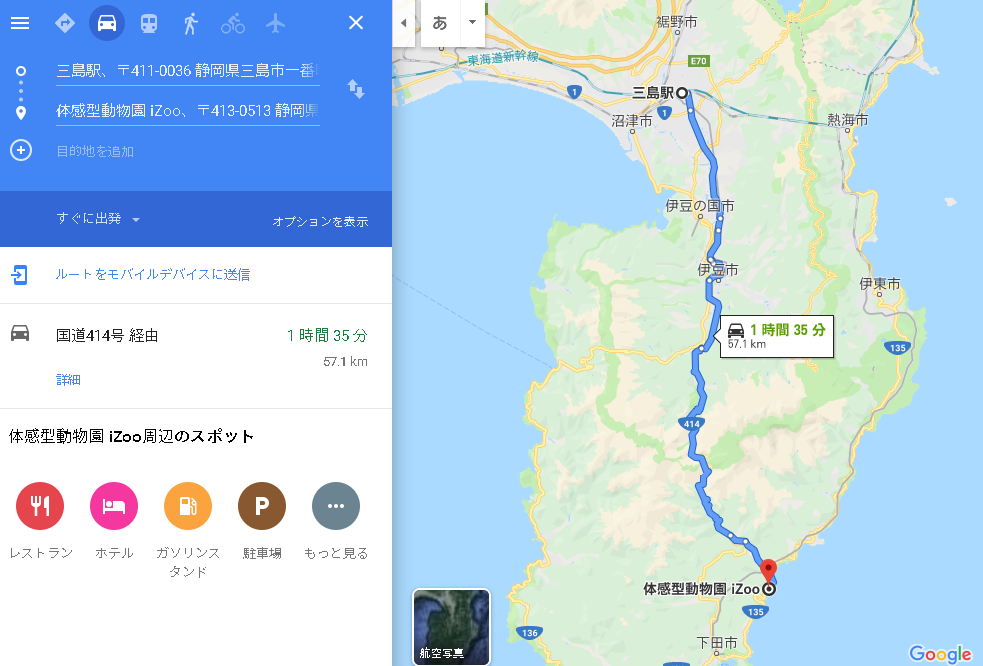 三島駅、〒411-0036 静岡県三島市一番
体感型動物園 iZoo、〒413-0513 静岡県
目的地を追加
すぐに出発
オプションを表示
ルートをモバイルデバイスに送信
国道414号 経由
1 時間 35 分
57.1 km
詳細
体感型動物園 iZoo周辺のスポット
レストラン
ホテル
ガソリンス
タンド
駐車場
もっと見る
あ
裾野市
東海道新幹線
E70
1
三島駅
1
沼津市
熱海市
伊豆の国市
伊豆市
伊東市
1 時間 35 分
57.1 km
135
414
体感型動物園 iZoo
135
136
下田市
航空写真
Google